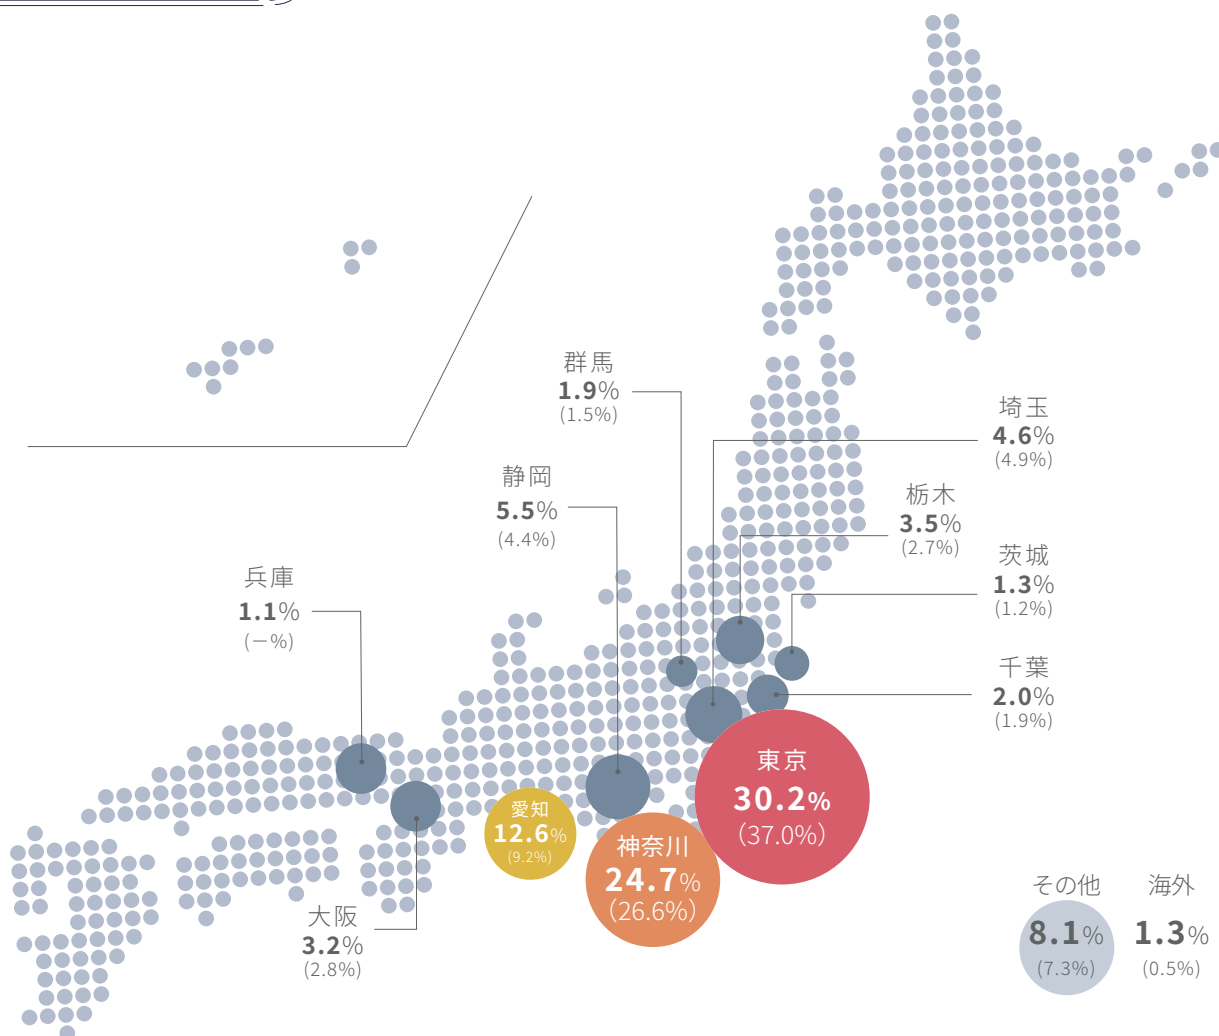 群馬
1.9%
(1.5%)
埼玉
4.6%
(4.9%)
静岡
5.5%
(4.4%)
栃木
3.5%
(2.7%)
茨城
1.3%
(1.2%)
兵庫
1.1%
(−%)
千葉
2.0%
(1.9%)
東京
30.2%
(37.0%)
愛知
12.6%
(9.2%)
神奈川
24.7%
(26.6%)
大阪
3.2%
(2.8%)
その他
8.1%
(7.3%)
海外
1.3%
(0.5%)